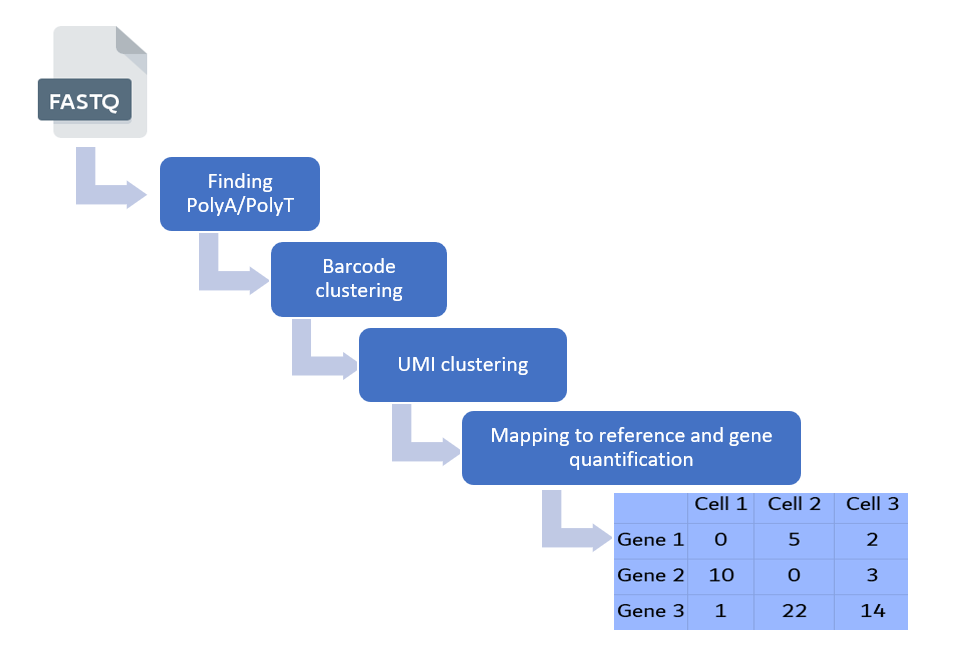 FASTQ
Finding
PolyA/PolyT
Barcode
clustering
UMI clustering
Mapping to reference and gene
quantification
Cell 1 Cell 2 Cell 3
Gene 1 0 5 2
Gene 2 10 0 3
Gene 3 1 22 14